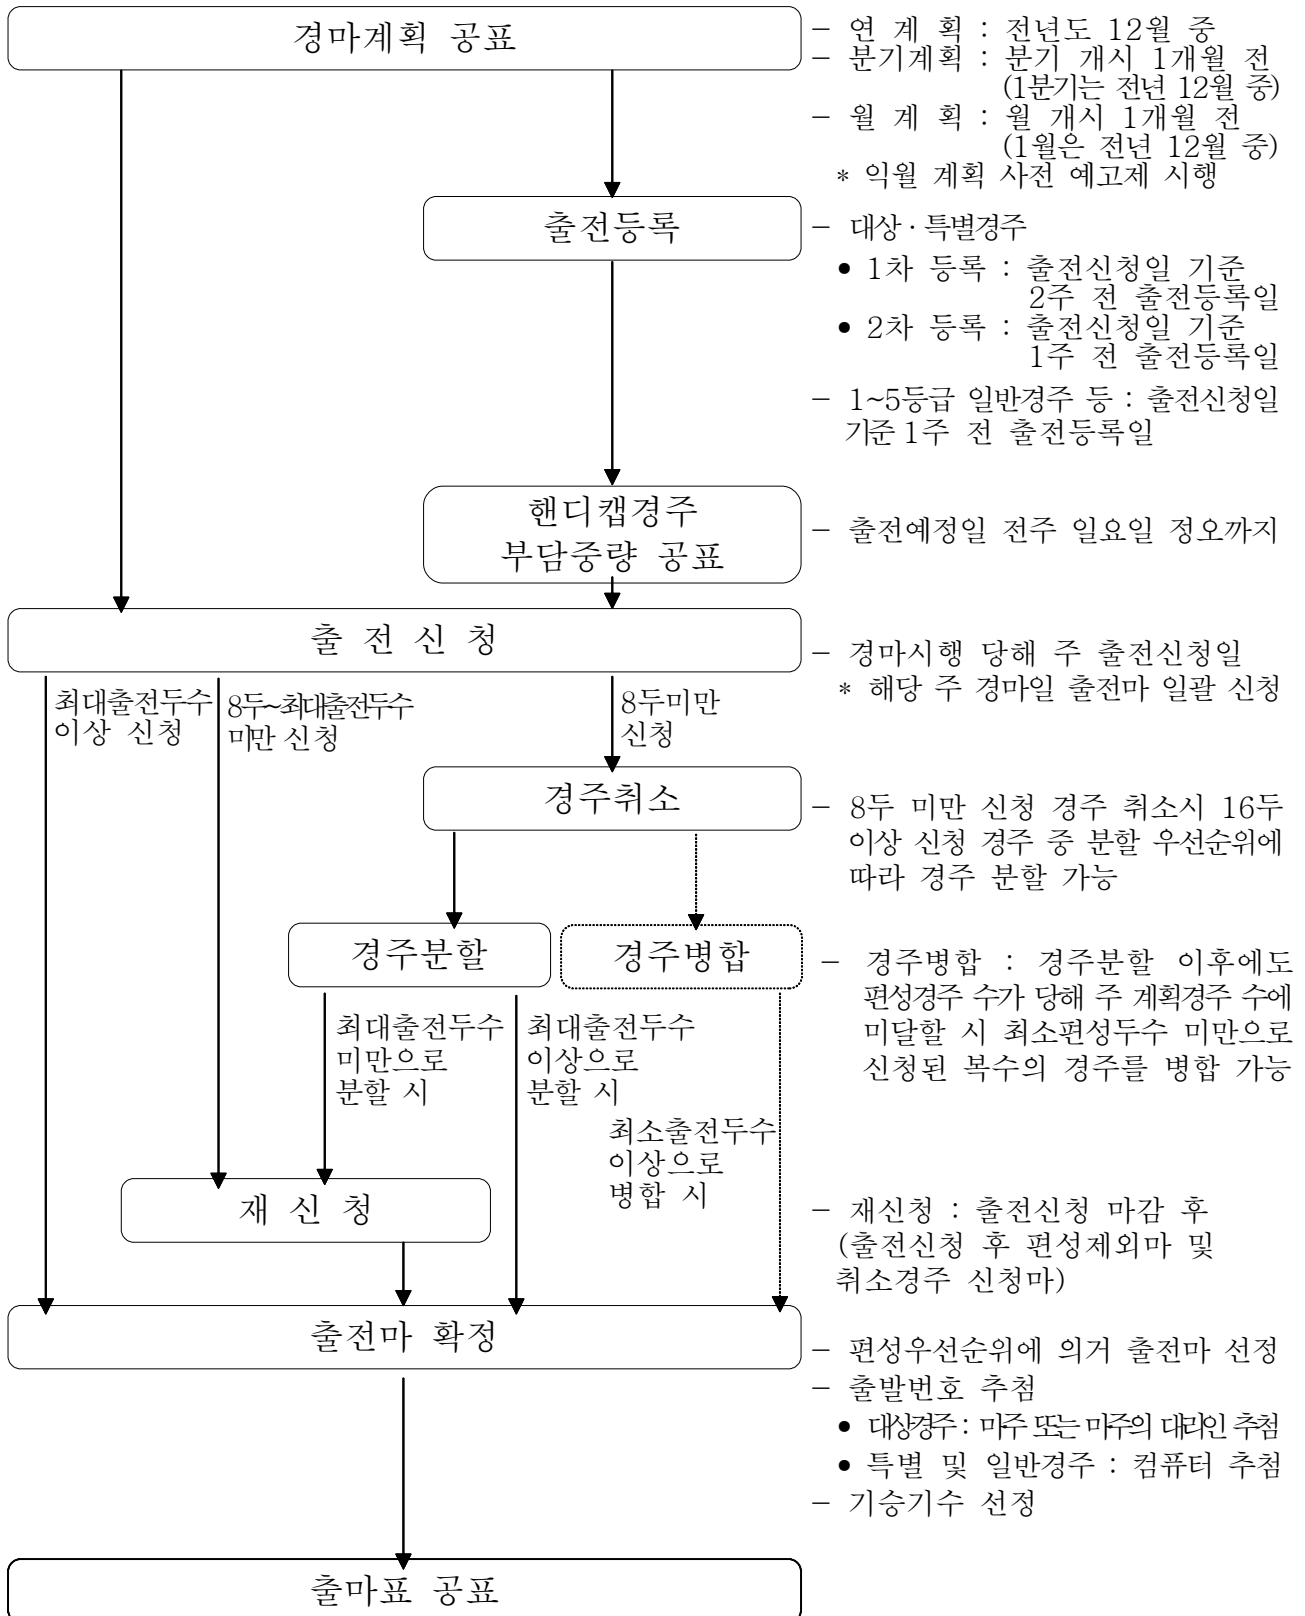 경마계획 공표
- 연 계 획 : 전년도 12월 중
- 분기계획 : 분기 개시 1개월 전
(1분기는 전년 12월 중)
- 월 계 획 : 월 개시 1개월 전
(1월은 전년 12월 중)
* 익월 계획 사전 예고제 시행
출전등록
- 대상·특별경주
• 1차 등록 : 출전신청일 기준
2주 전 출전등록일
• 2차 등록 : 출전신청일 기준
1주 전 출전등록일
- 1~5등급 일반경주 등 : 출전신청일
기준 1주 전 출전등록일
핸디캡경주
부담중량 공표
- 출전예정일 전주 일요일 정오까지
출 전 신 청
- 경마시행 당해 주 출전신청일
* 해당 주 경마일 출전마 일괄 신청
최대출전두수
이상 신청
8두~최대출전두수
미만 신청
8두미만
신청
경주취소
- 8두 미만 신청 경주 취소시 16두
이상 신청 경주 중 분할 우선순위에
따라 경주 분할 가능
경주분할
경주병합
- 경주병합 : 경주분할 이후에도
편성경주 수가 당해 주 계획경주 수에
미달할 시 최소편성두수 미만으로
신청된 복수의 경주를 병합 가능
최대출전두수
미만으로
분할 시
최대출전두수
이상으로
분할 시
최소출전두수
이상으로
병합 시
재 신 청
- 재신청 : 출전신청 마감 후
(출전신청 후 편성제외마 및
취소경주 신청마)
출전마 확정
- 편성우선순위에 의거 출전마 선정
- 출발번호 추첨
• 대상경주 : 마주 또는 마주의 대리인 추첨
• 특별 및 일반경주 : 컴퓨터 추첨
- 기승기수 선정
출마표 공표